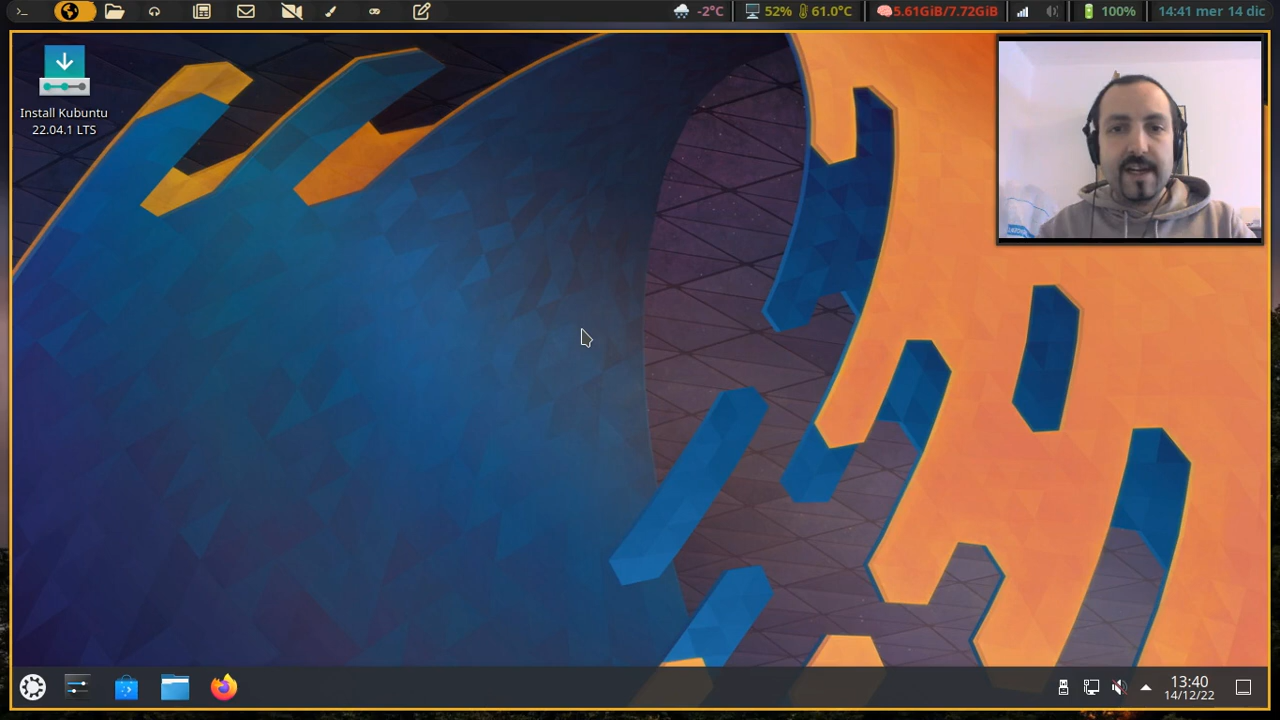 -2°C 52% 61.0°C 5.61GiB/7.72GiB 100% 14:41 mer 14 dic
Install Kubuntu
22.04.1 LTS
13:40
14/12/22